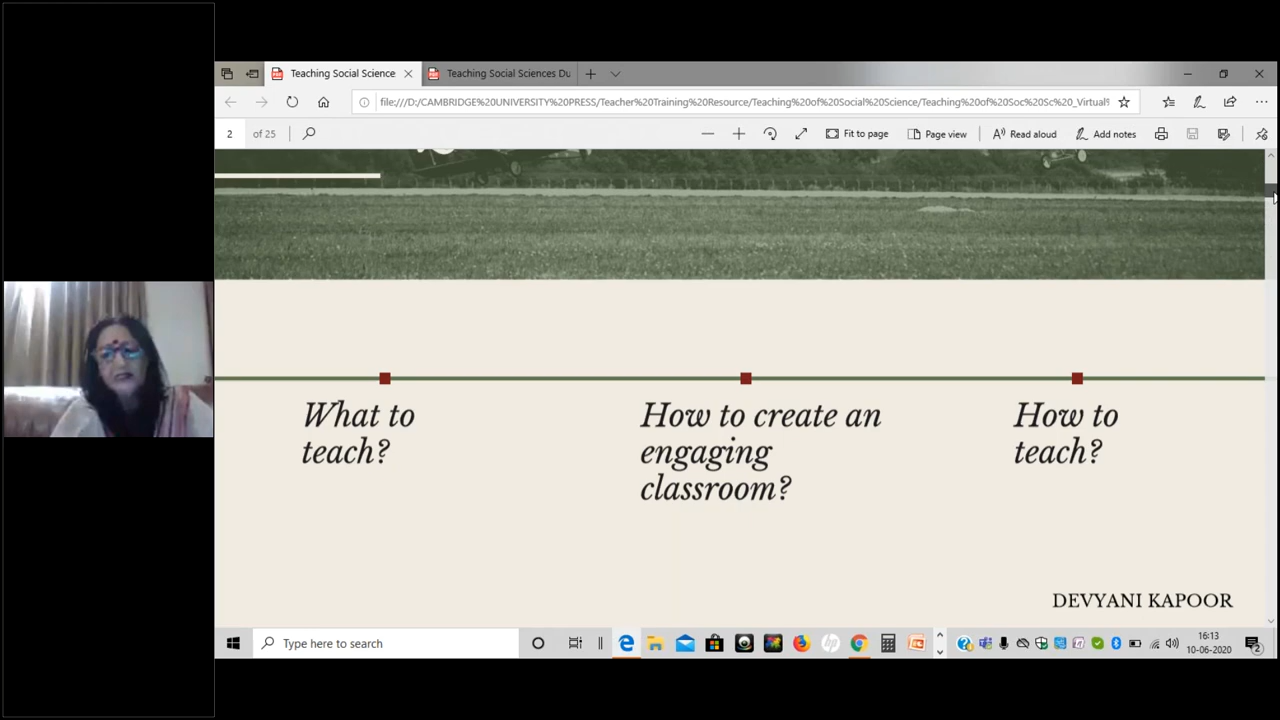 Teaching Social Science
Teaching Social Sciences Du
file:///D:/CAMBRIDGE%20UNIVERSITY%20PRESS/Teacher%20Training%20Resource/Teaching%20of%20Social%20Science/Teaching%20of%20Soc%20Sc%20_Virtual%
2 of 25
Fit to page
Page view
Read aloud
Add notes
What to
teach?
How to create an
engaging
classroom?
How to
teach?
DEVYANI KAPOOR
Type here to search
16:13
10-06-2020
2